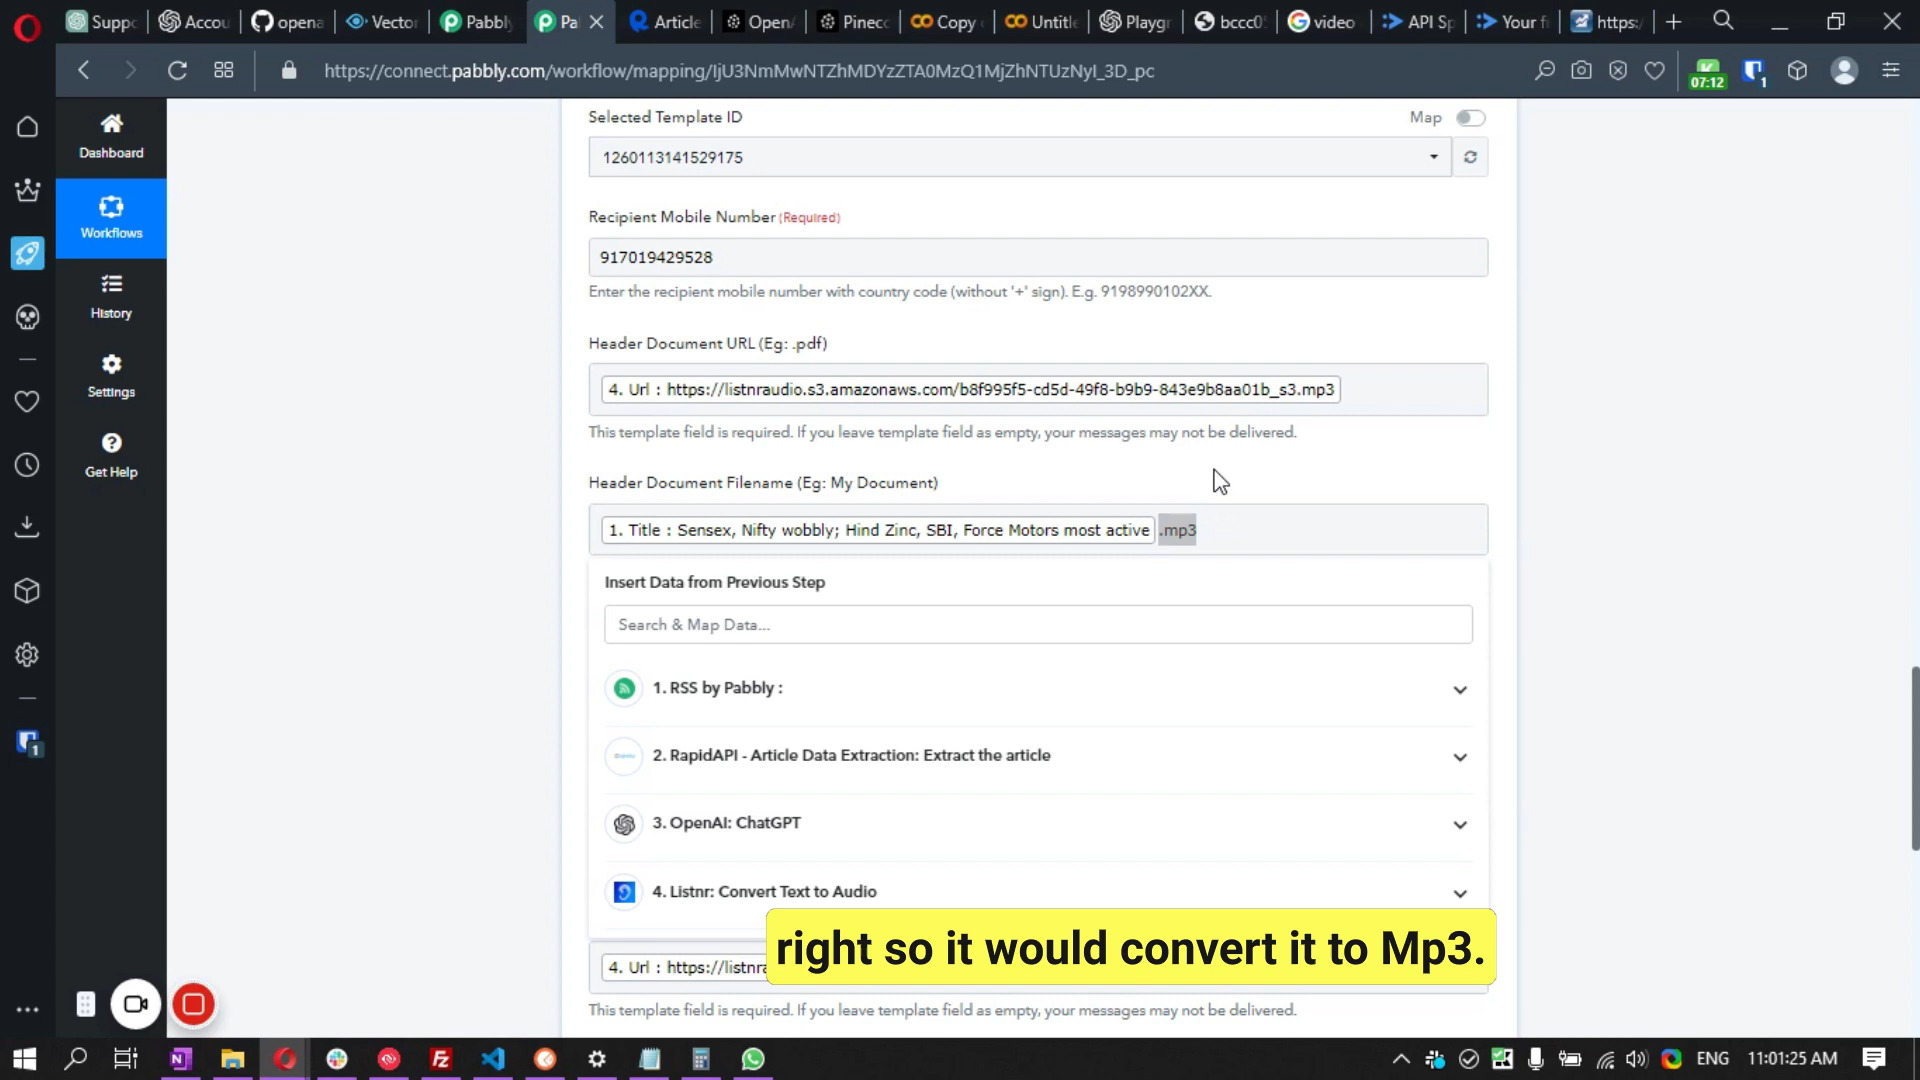 Suppo
Accou
opena
Vector
Pabbly
Pa
Article
OpenA
Pinecc
Copy
Untitle
Playgr
bccc0
video
API Sp
Your f
https:/
https://connect.pabbly.com/workflow/mapping/IjU3NmMwNTZhMDYzZTA0MzQ1MjZhNTUzNyI_3D_pc
07:12
1
Dashboard
Workflows
History
Settings
Get Help
1
Selected Template ID
Map
1260113141529175
Recipient Mobile Number (Required)
917019429528
Enter the recipient mobile number with country code (without '+' sign). E.g. 9198990102XX.
Header Document URL (Eg: .pdf)
4. Url : https://listnraudio.s3.amazonaws.com/b8f995f5-cd5d-49f8-b9b9-843e9b8aa01b_s3.mp3
This template field is required. If you leave template field as empty, your messages may not be delivered.
Header Document Filename (Eg: My Document)
1. Title : Sensex, Nifty wobbly; Hind Zinc, SBI, Force Motors most active .mp3
Insert Data from Previous Step
Search & Map Data...
1. RSS by Pabbly :
2. RapidAPI - Article Data Extraction: Extract the article
3. OpenAI: ChatGPT
4. Listnr: Convert Text to Audio
right so it would convert it to Mp3.
4. Url : https://listnra
This template field is required. If you leave template field as empty, your messages may not be delivered.
ENG
11:01:25 AM